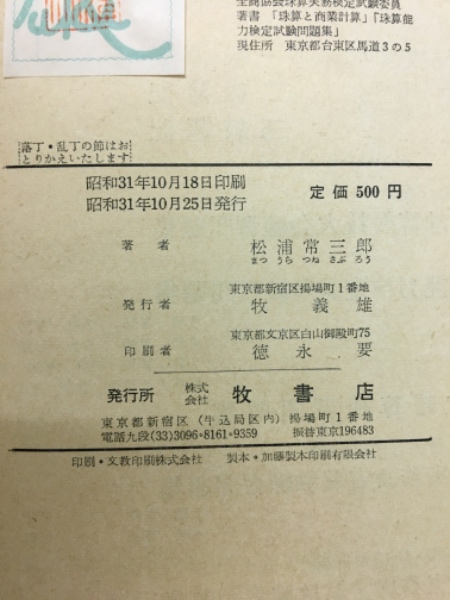 全商協会珠算実務検定試験委員
著書 「珠算と商業計算」「珠算能
力検定試験問題集」
現住所 東京都台東区馬道3の5
落丁・乱丁の節はお
とりかえいたします
昭和31年10月18日印刷
昭和31年10月25日発行
定価 500円
著者 松浦常三郎
まつ うら つね さぶ ろう
東京都新宿区揚場町1番地
発行者 牧義雄
東京都文京区白山御殿町75
印刷者 徳永要
発行所 株式会社 牧書店
東京都新宿区(牛込局区内)揚場町1番地
電話九段(33)3096・8161・9359 振替東京196483
印刷・文教印刷株式会社 製本・加藤製本印刷有限会社